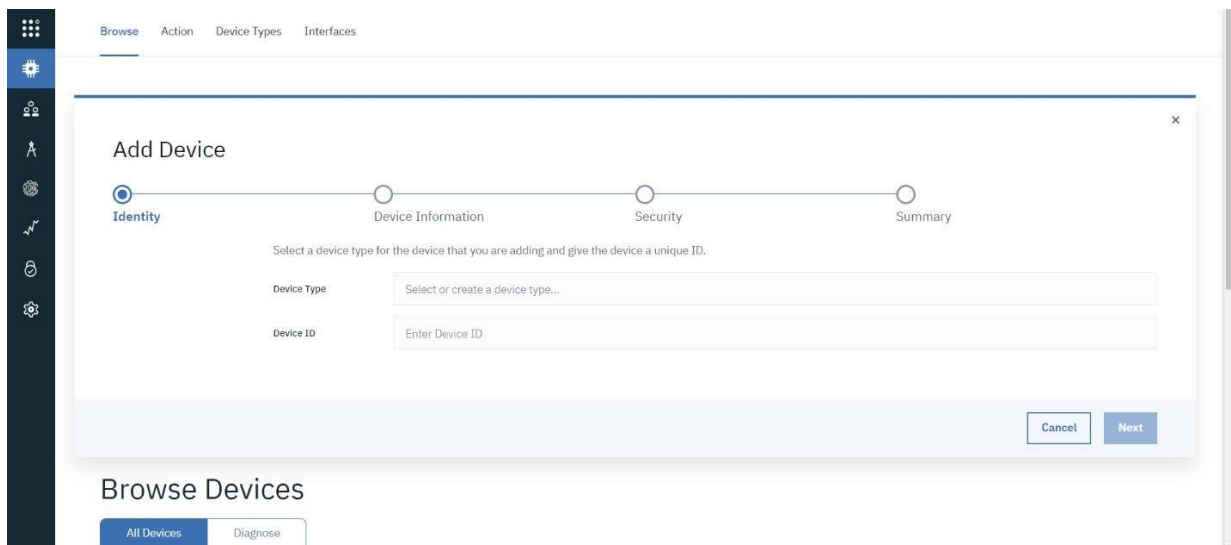 Browse Action Device Types Interfaces
Add Device
Identity Device Information Security Summary
Select a device type for the device that you are adding and give the device a unique ID.
Device Type Select or create a device type...
Device ID Enter Device ID
Cancel Next
Browse Devices
All Devices Diagnose